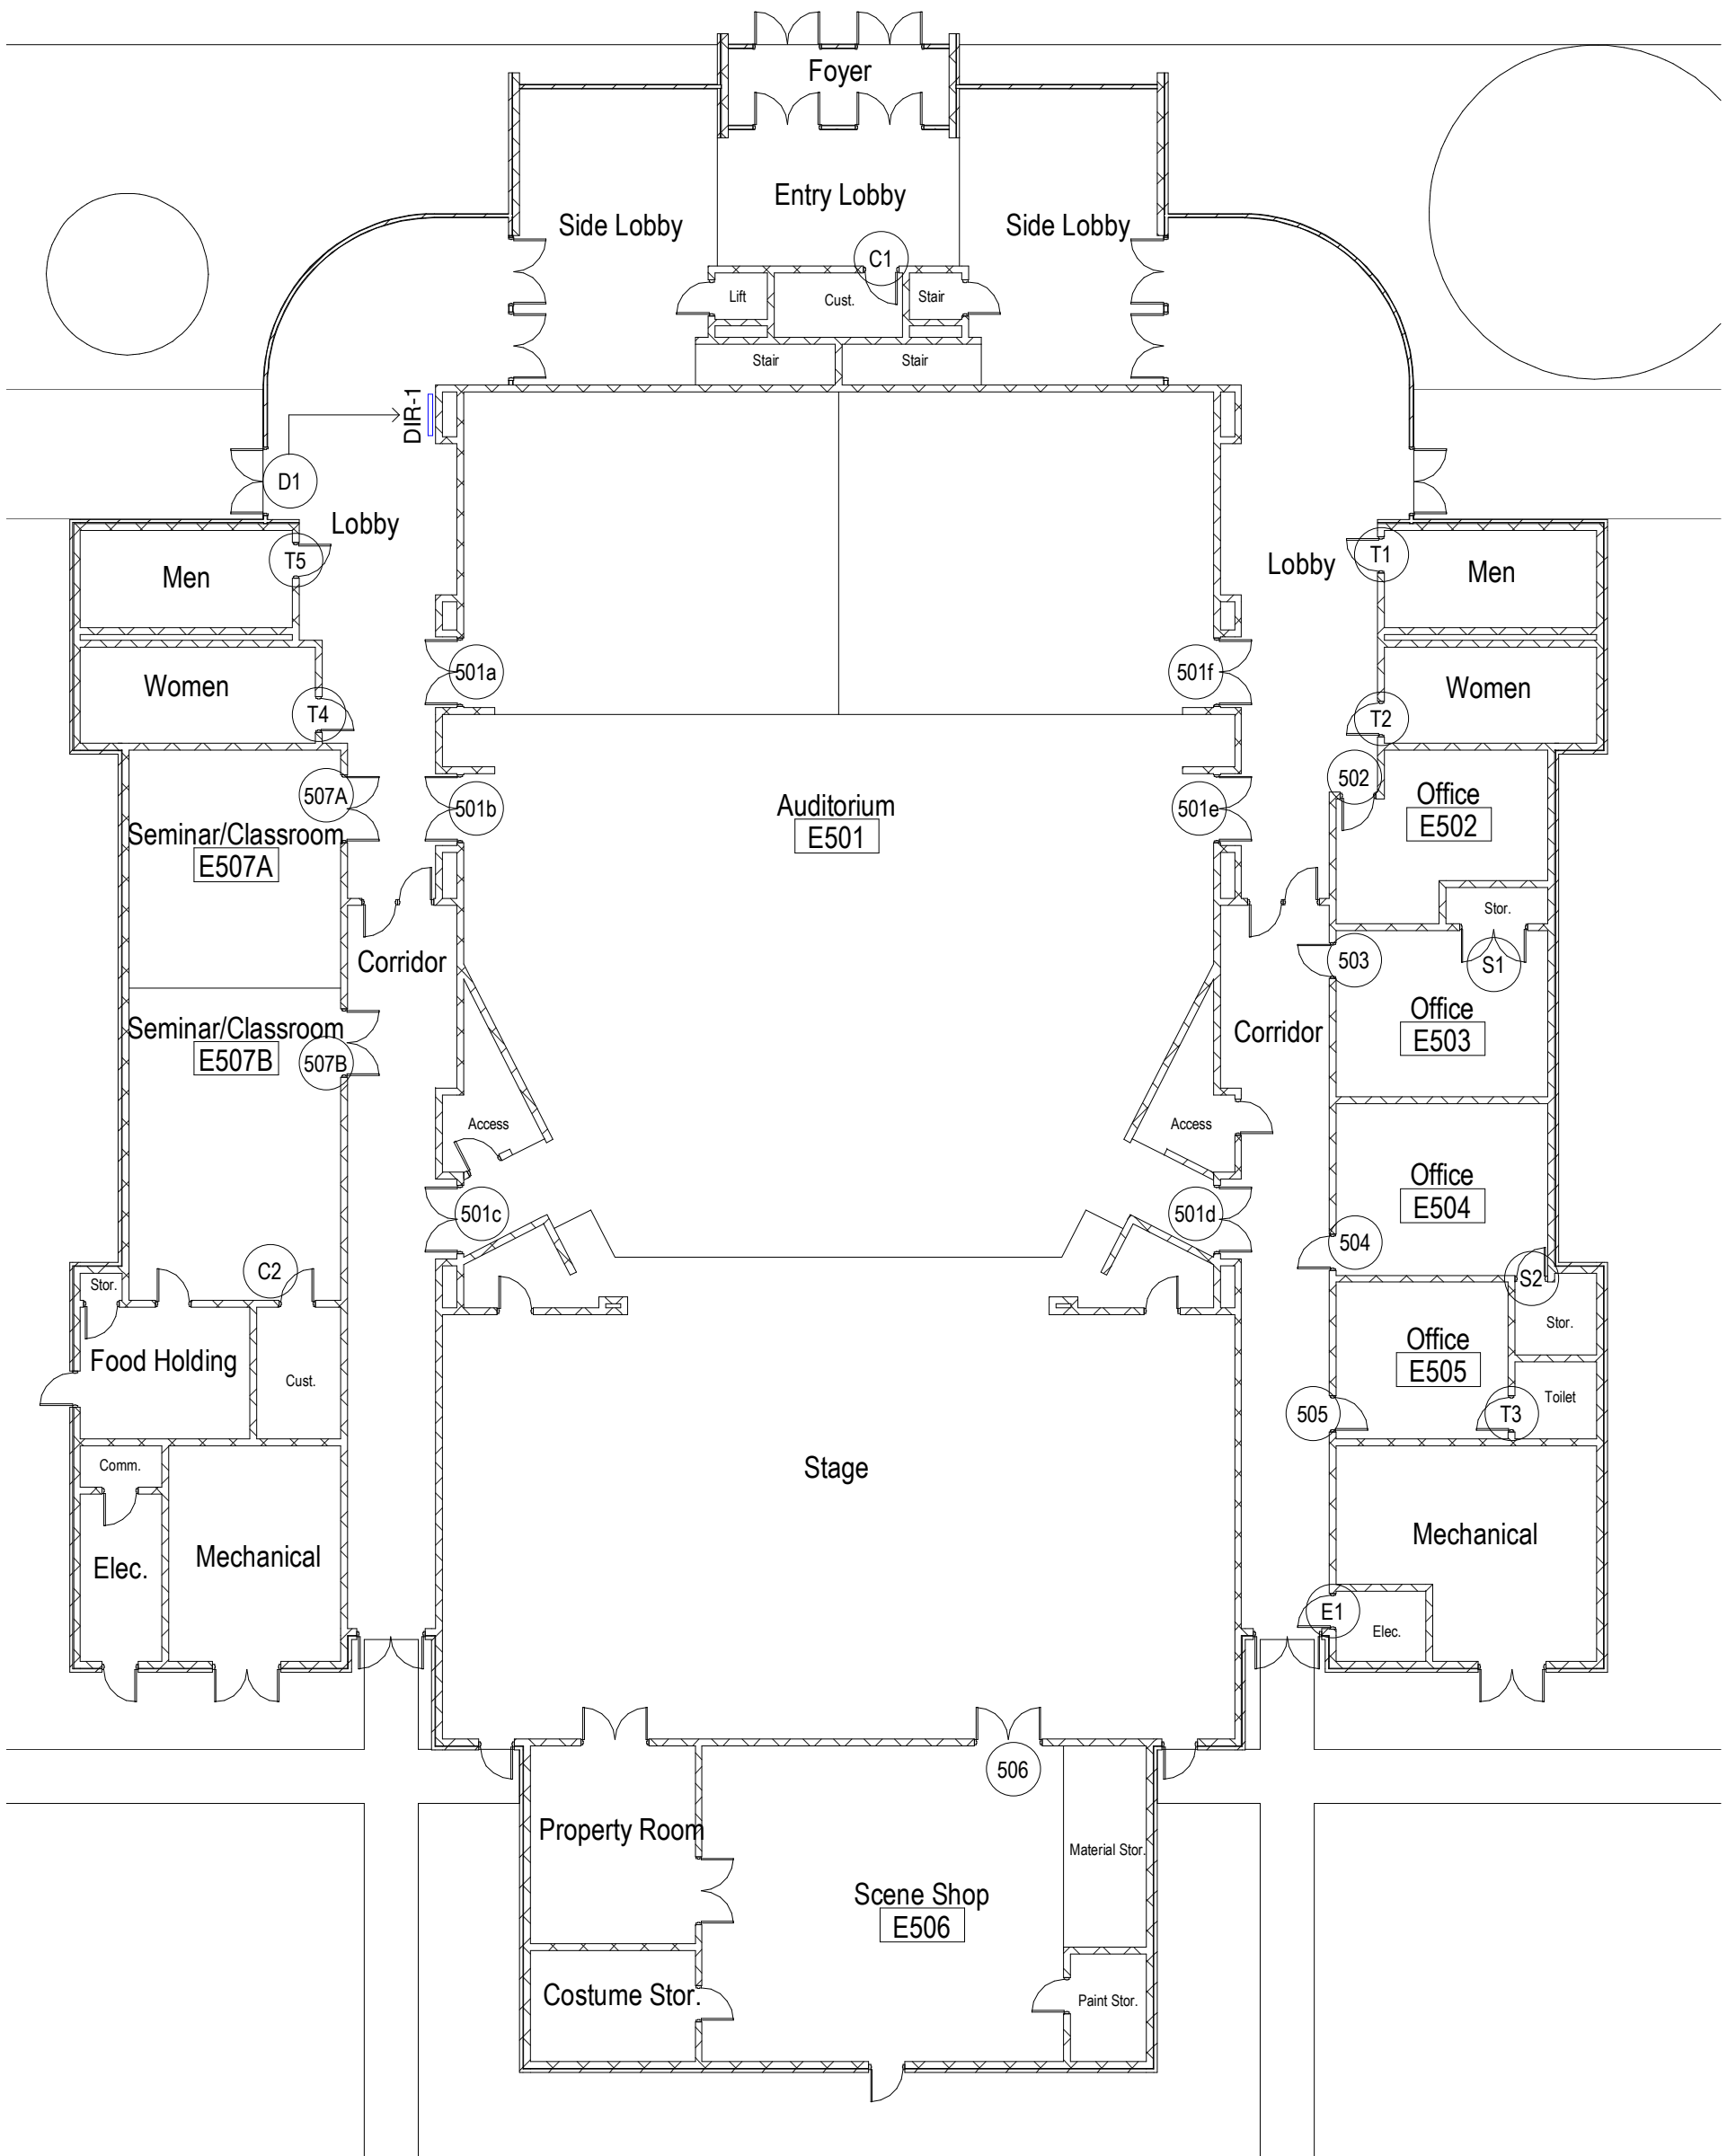 Foyer
Entry Lobby
Side Lobby
Side Lobby
C1
Lift
Cust.
Stair
Stair
Stair
DIR-1
D1
Lobby
Lobby
T5
T1
Men
Men
501a
501f
Women
Women
T4
T2
507A
502
501b
501e
Auditorium
E501
Office
E502
Seminar/Classroom
E507A
Stor.
Corridor
503
S1
Seminar/Classroom
E507B
507B
Office
E503
Corridor
Access
Access
Office
E504
501c
501d
504
C2
S2
Stor.
Stor.
Food Holding
Cust.
Office
E505
Toilet
505
T3
Comm.
Stage
Elec.
Mechanical
Mechanical
E1
Elec.
506
Property Room
Material Stor.
Scene Shop
E506
Costume Stor.
Paint Stor.